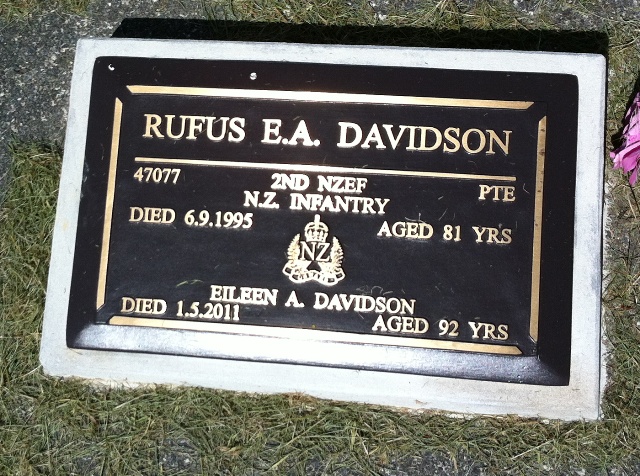 RUFUS E.A. DAVIDSON
47077 2ND NZEF PTE
N.Z. INFANTRY
DIED 6.9.1995 AGED 81 YRS
NZ
EILEEN A. DAVIDSON
DIED 1.5.2011 AGED 92 YRS